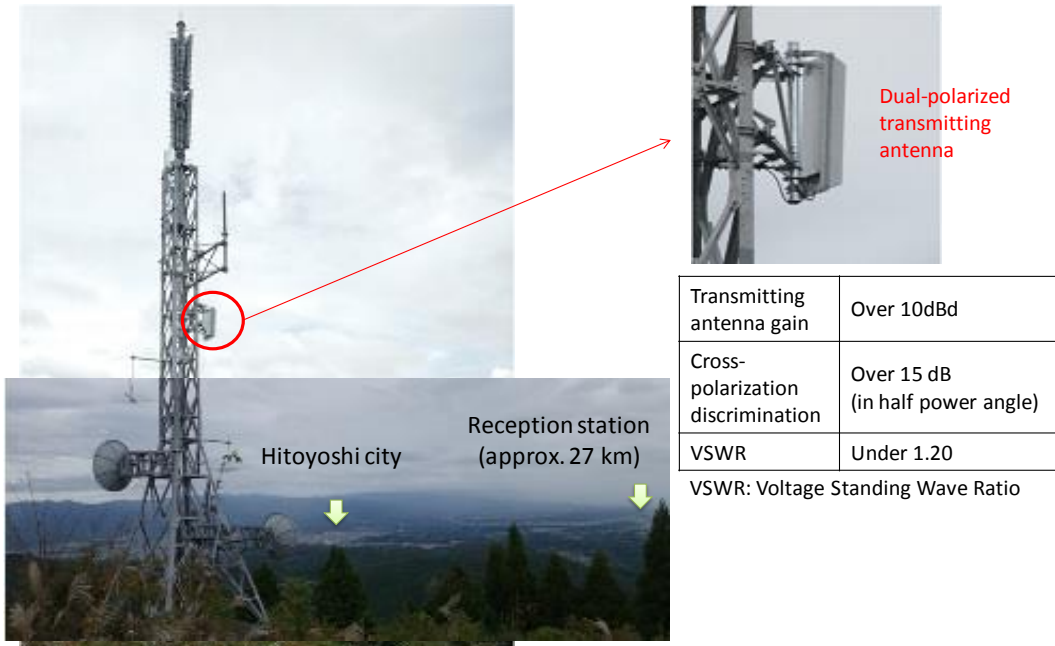 Dual-polarized
transmitting
antenna
Hitoyoshi city
Reception station
(approx. 27 km)
Transmitting
antenna gain
Over 10dBd
Cross-
polarization
discrimination
Over 15 dB
(in half power angle)
VSWR
Under 1.20
VSWR: Voltage Standing Wave Ratio